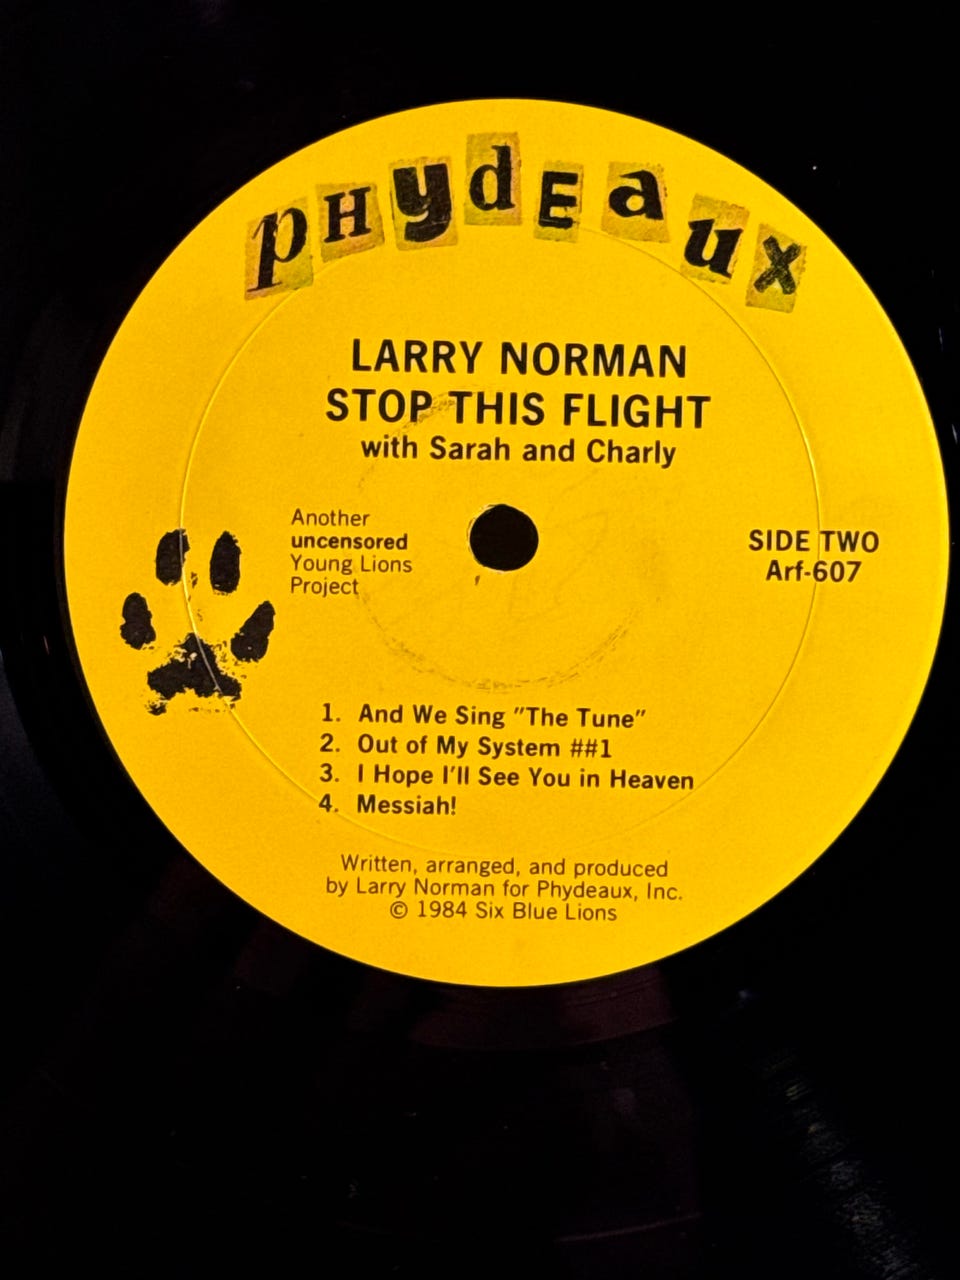 pHydEaux
LARRY NORMAN
STOP THIS FLIGHT
with Sarah and Charly
Another
uncensored
Young Lions
Project
SIDE TWO
Arf-607
1. And We Sing "The Tune"
2. Out of My System ##1
3. I Hope I'll See You in Heaven
4. Messiah!
Written, arranged, and produced
by Larry Norman for Phydeaux, Inc.
© 1984 Six Blue Lions